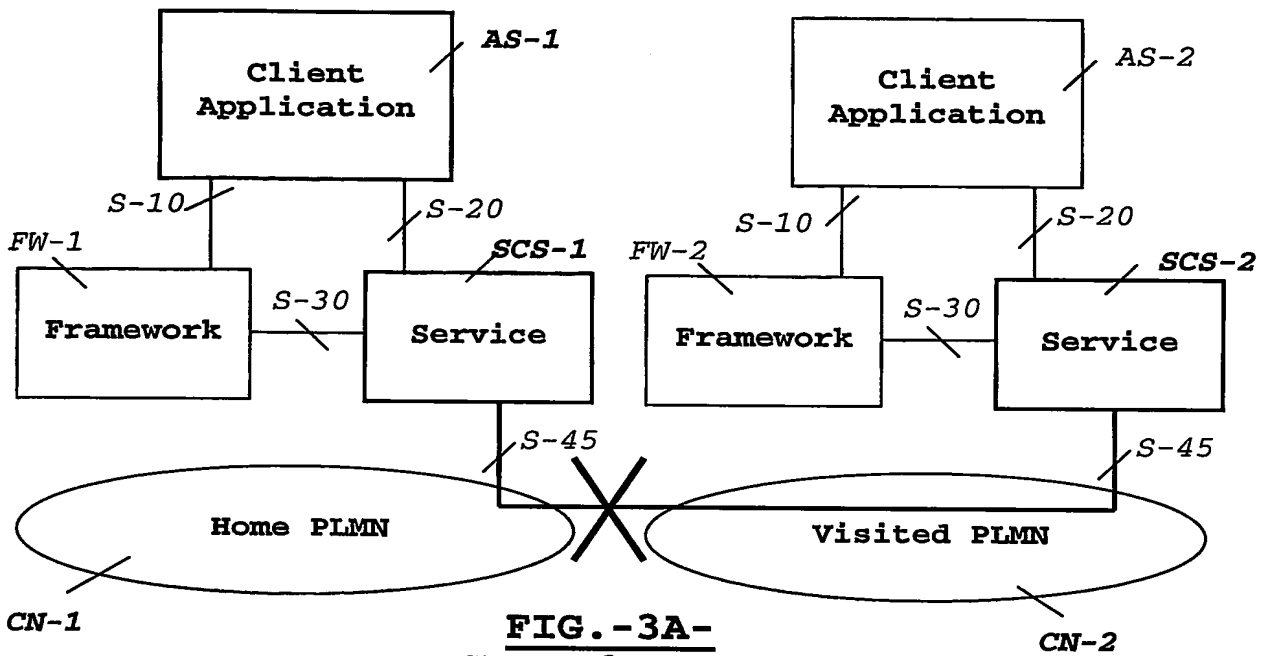 AS-1
Client
Application
AS-2
Client
Application
S-10
S-20
S-10
S-20
FW-1
SCS-1
FW-2
SCS-2
Framework
S-30
Service
Framework
S-30
Service
S-45
S-45
Home PLMN
Visited PLMN
CN-1
CN-2
FIG.-3A-